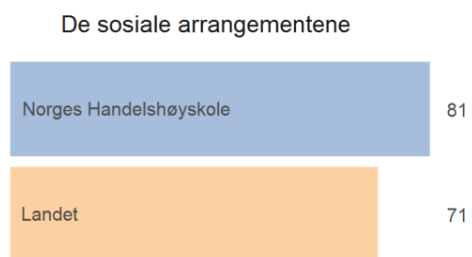 De sosiale arrangementene
Norges Handelshøyskole 81
Landet 71